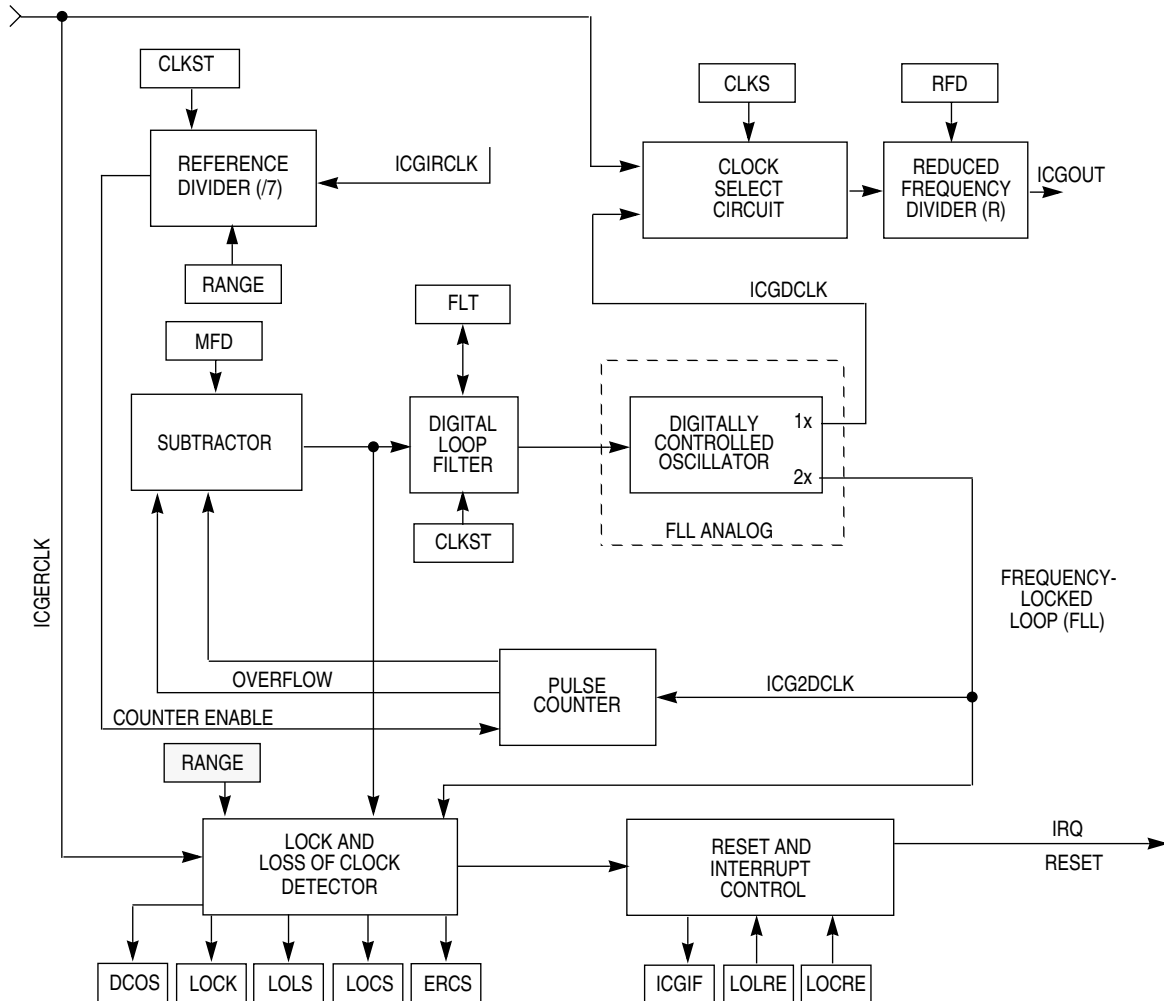 CLKST
CLKS
RFD
REFERENCE
DIVIDER (/7)
ICGIRCLK
CLOCK
SELECT
CIRCUIT
REDUCED
FREQUENCY
DIVIDER (R)
ICGOUT
RANGE
ICGDCLK
FLT
MFD
SUBTRACTOR
DIGITAL
LOOP
FILTER
DIGITALLY
CONTROLLED
OSCILLATOR
1x
2x
FLL ANALOG
CLKST
ICGERCLK
FREQUENCY-
LOCKED
LOOP (FLL)
OVERFLOW
PULSE
COUNTER
ICG2DCLK
COUNTER ENABLE
RANGE
LOCK AND
LOSS OF CLOCK
DETECTOR
RESET AND
INTERRUPT
CONTROL
IRQ
RESET
DCOS
LOCK
LOLS
LOCS
ERCS
ICGIF
LOLRE
LOCRE